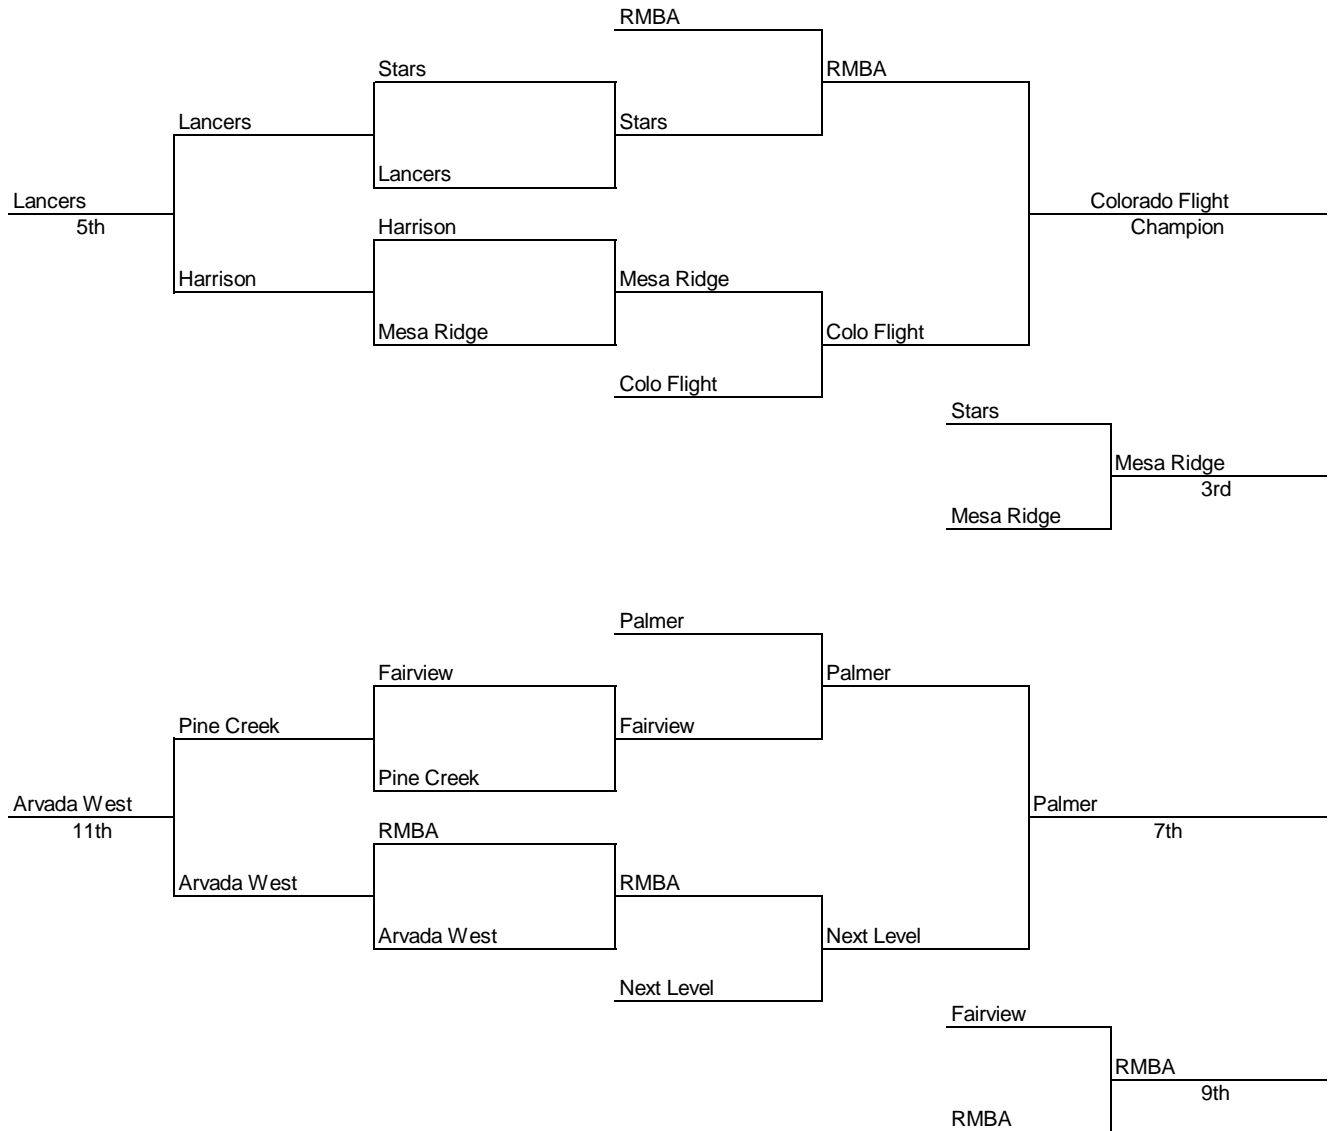 RMBA
Stars
RMBA
Lancers
Stars
Lancers
Lancers
Colorado Flight
5th
Harrison
Champion
Harrison
Mesa Ridge
Mesa Ridge
Colo Flight
Colo Flight
Stars
Mesa Ridge
3rd
Mesa Ridge
Palmer
Fairview
Palmer
Pine Creek
Fairview
Pine Creek
Arvada West
Palmer
11th
RMBA
7th
Arvada West
RMBA
Arvada West
Next Level
Next Level
Fairview
RMBA
9th
RMBA